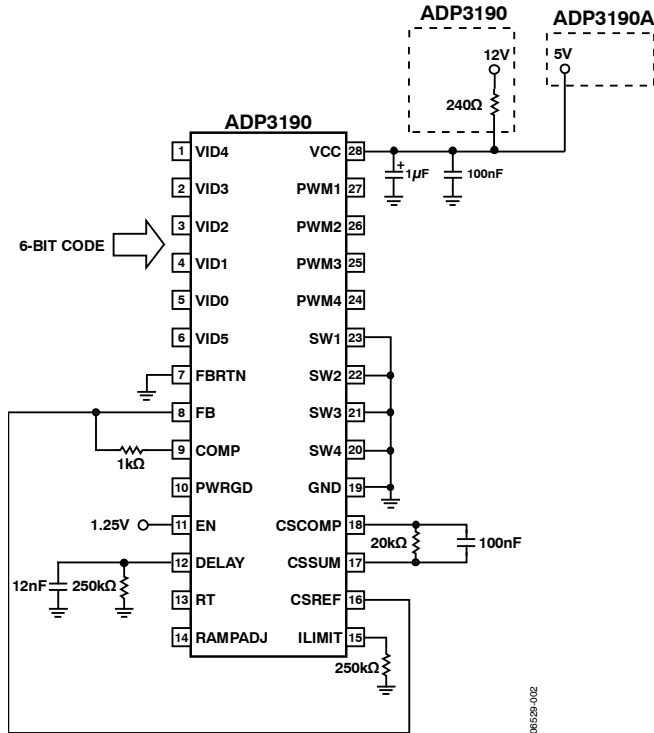 ADP3190
ADP3190A
12V
5V
240Ω
ADP3190
1 VID4
VCC 28
+
1µF
100nF
2 VID3
PWM1 27
3 VID2
PWM2 26
6-BIT CODE
4 VID1
PWM3 25
5 VID0
PWM4 24
6 VID5
SW1 23
7 FBRTN
SW2 22
8 FB
SW3 21
1kΩ
9 COMP
SW4 20
10 PWRGD
GND 19
1.25V
11 EN
CSCOMP 18
20kΩ
100nF
12nF
250kΩ
12 DELAY
CSSUM 17
13 RT
CSREF 16
14 RAMPADJ
ILIMIT 15
250kΩ
06529-002